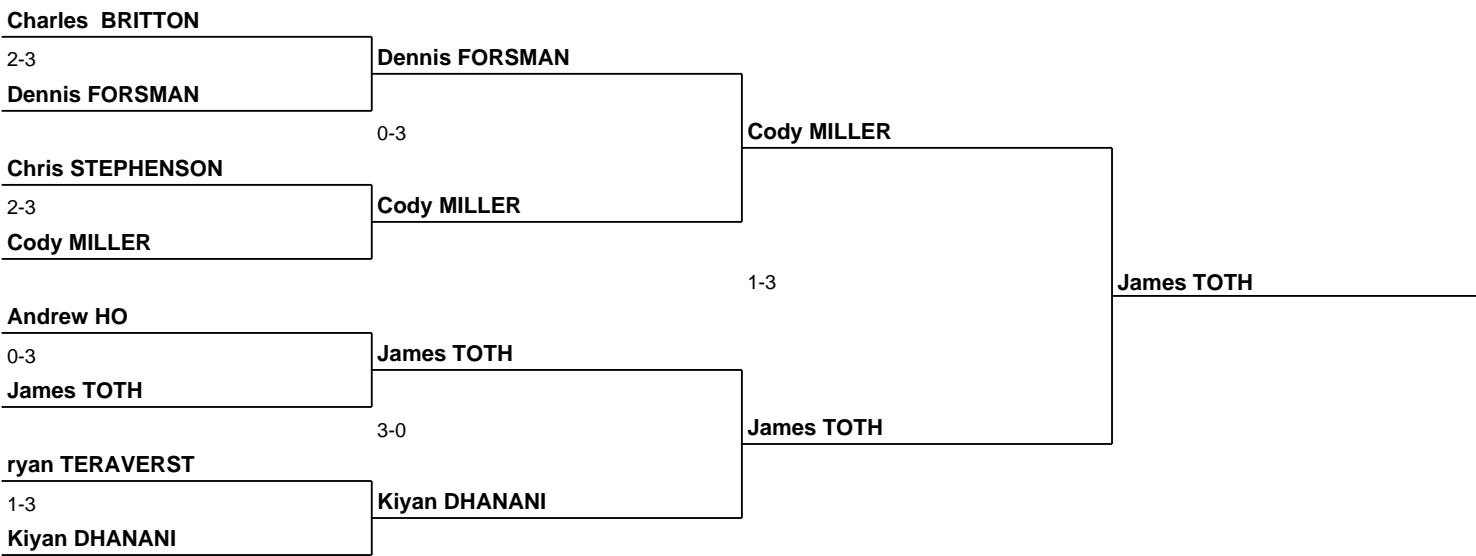 Charles  BRITTON
2-3
Dennis FORSMAN
Dennis FORSMAN
0-3
Cody MILLER
Chris STEPHENSON
2-3
Cody MILLER
Cody MILLER
1-3
James TOTH
Andrew HO
0-3
James TOTH
James TOTH
3-0
James TOTH
ryan TERAVERST
1-3
Kiyan DHANANI
Kiyan DHANANI